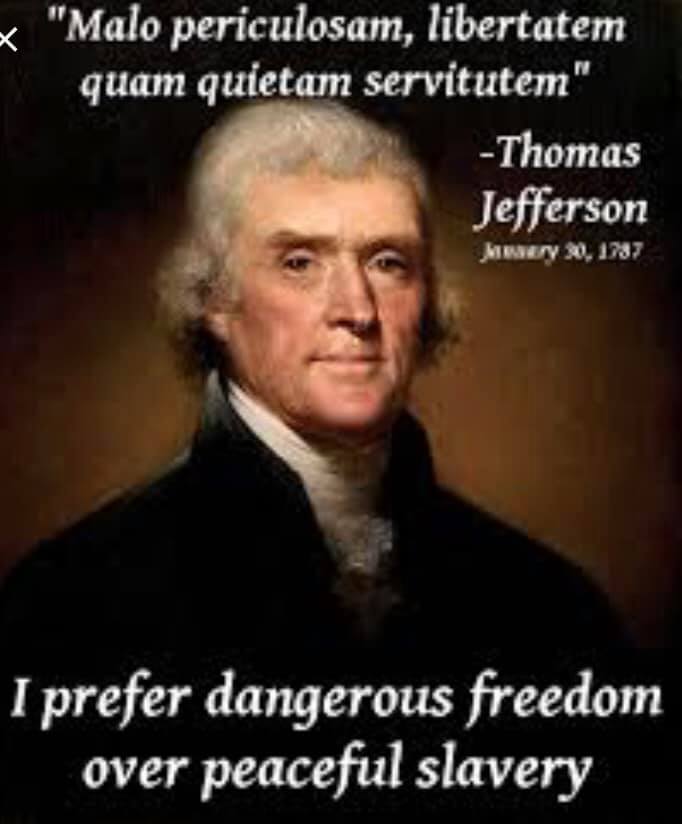 "Malo periculosam, libertatem
quam quietam servitutem"
-Thomas
Jefferson
January 30, 1787
I prefer dangerous freedom
over peaceful slavery